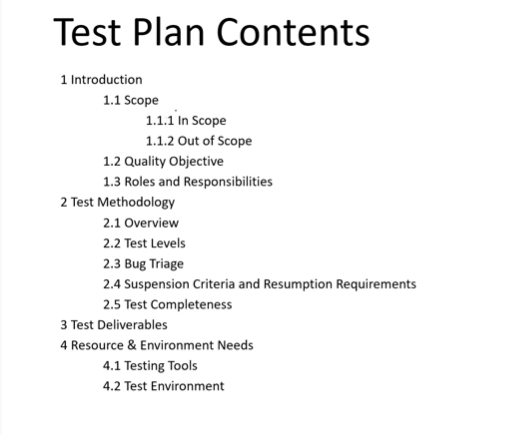 Test Plan Contents
1 Introduction
1.1 Scope
1.1.1 In Scope
1.1.2 Out of Scope
1.2 Quality Objective
1.3 Roles and Responsibilities
2 Test Methodology
2.1 Overview
2.2 Test Levels
2.3 Bug Triage
2.4 Suspension Criteria and Resumption Requirements
2.5 Test Completeness
3 Test Deliverables
4 Resource & Environment Needs
4.1 Testing Tools
4.2 Test Environment